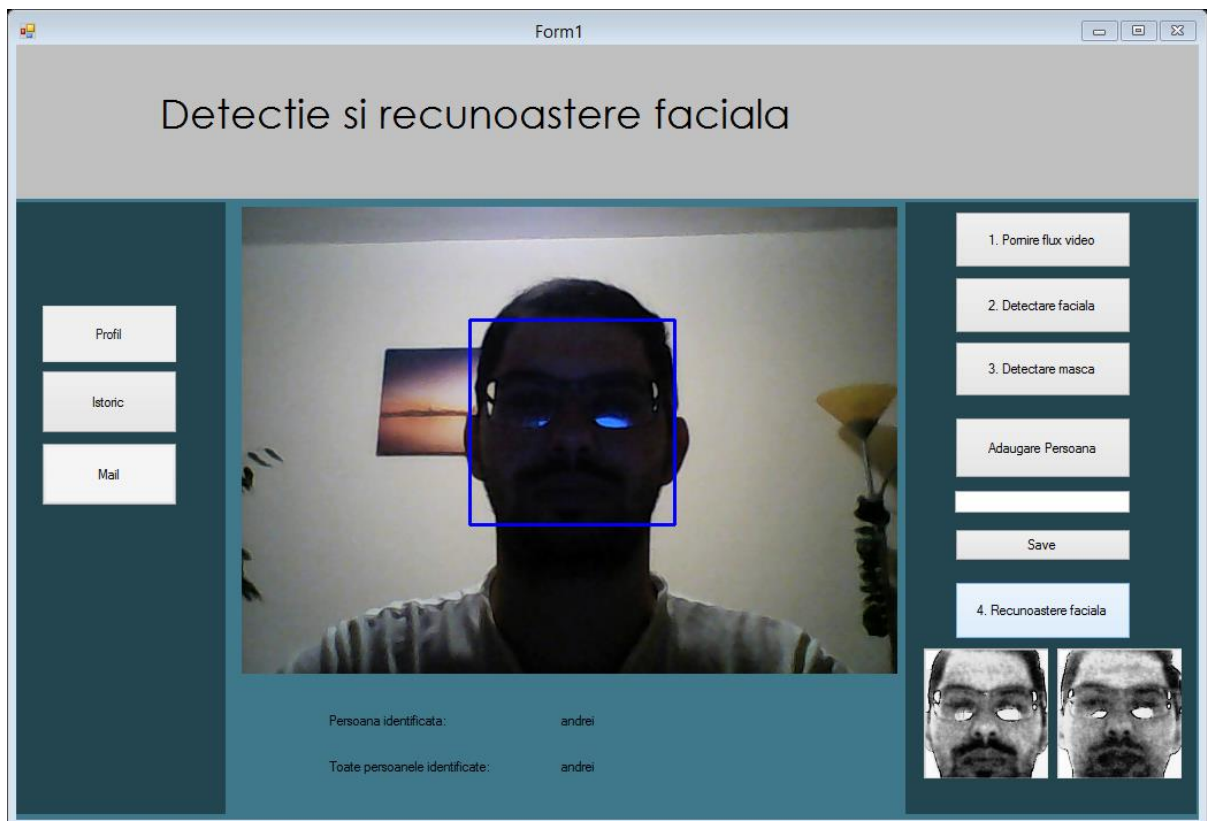 Form1
Detectie si recunoastere faciala
Profil
Istoric
Mail
1. Pornire flux video
2. Detectare faciala
3. Detectare masca
Adaugare Persoana
Save
4. Recunoastere faciala
Persoana identificata: andrei
Toate persoanele identificate: andrei